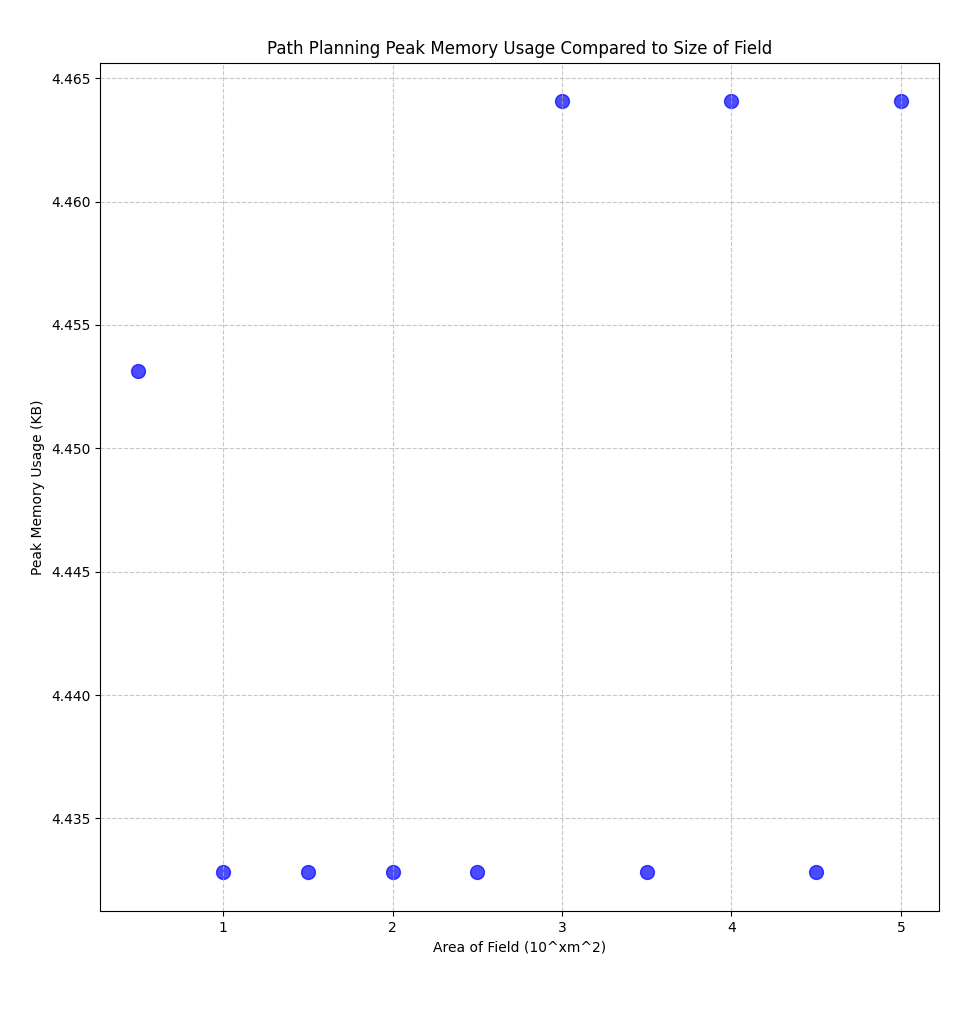 Path Planning Peak Memory Usage Compared to Size of Field
Peak Memory Usage (KB)
4.465
4.460
4.455
4.450
4.445
4.440
4.435
1 2 3 4 5
Area of Field (10^xm^2)